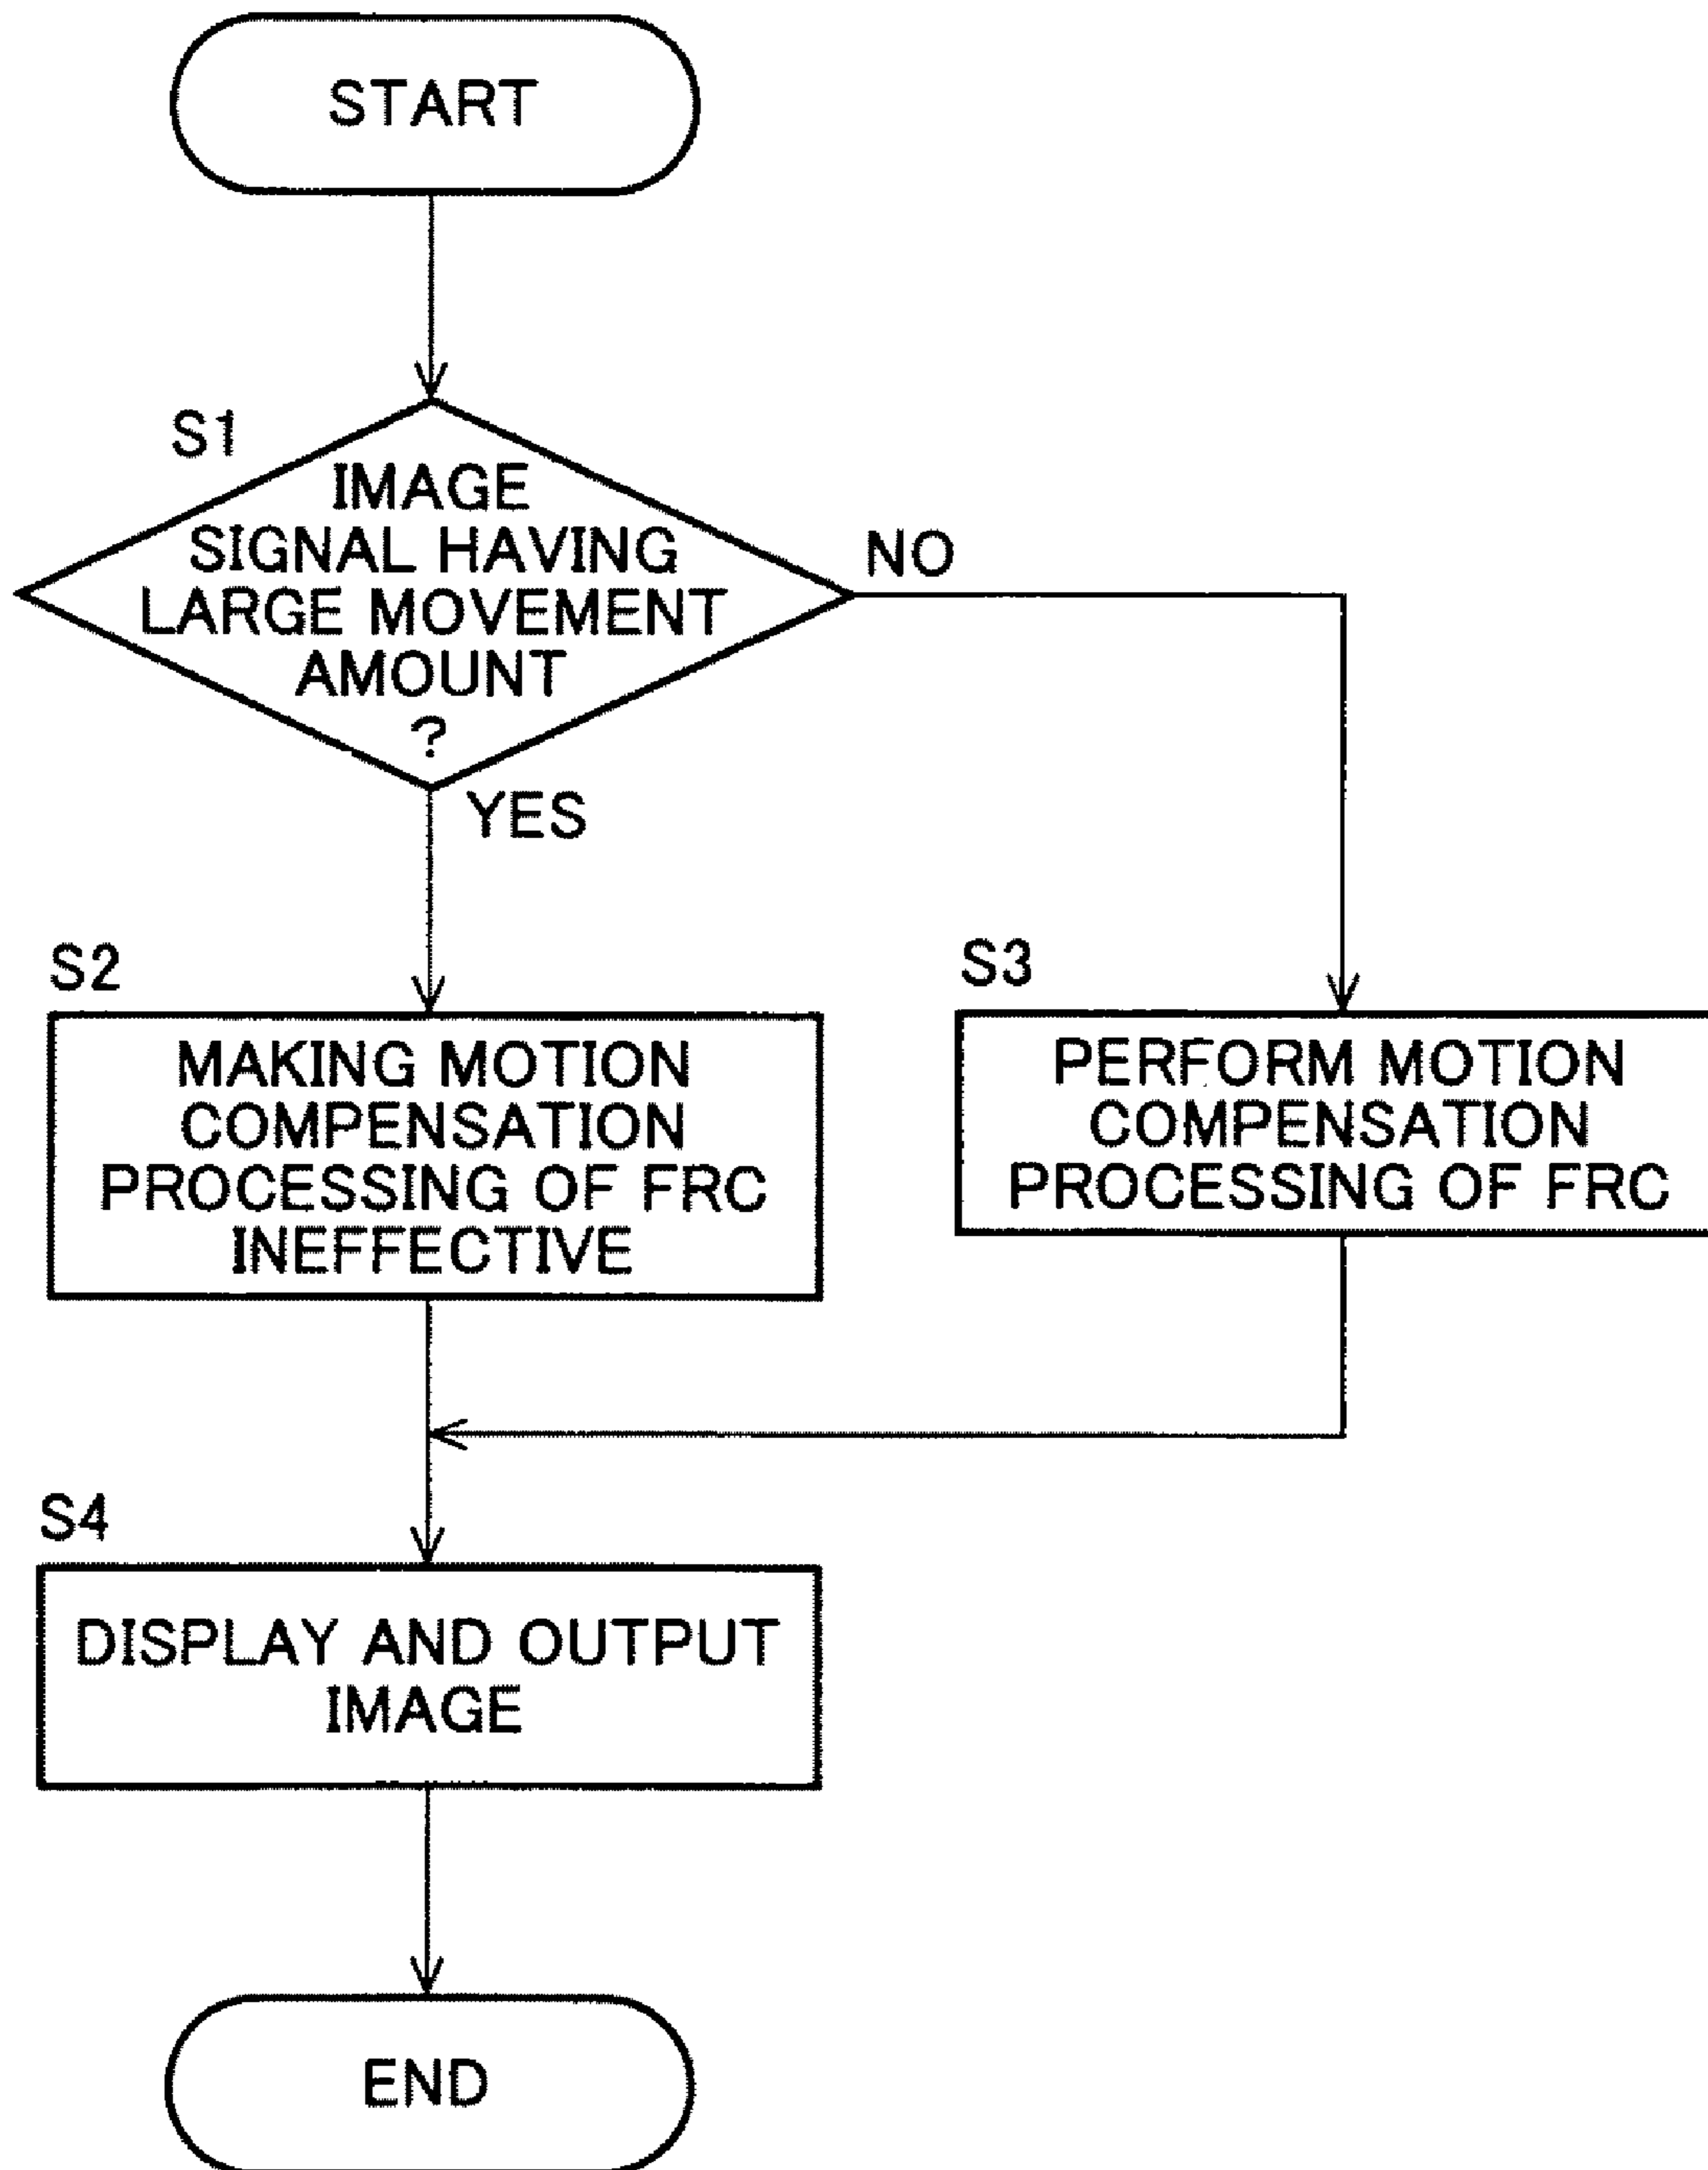 START
S1
IMAGE
SIGNAL HAVING
LARGE MOVEMENT
AMOUNT
?
NO
YES
S2
MAKING MOTION
COMPENSATION
PROCESSING OF FRC
INEFFECTIVE
S3
PERFORM MOTION
COMPENSATION
PROCESSING OF FRC
S4
DISPLAY AND OUTPUT
IMAGE
END